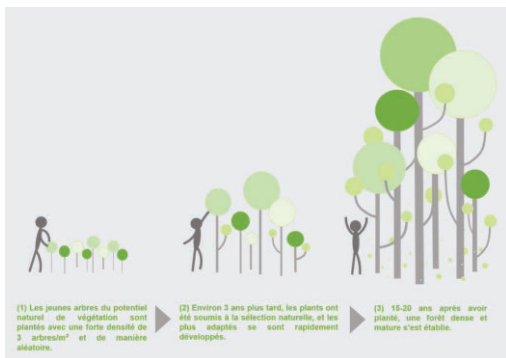 (1) Les jeunes arbres du potentiel
naturel de végétation sont
plantés avec une forte densité de
3 arbres/m² et de manière
aléatoire.
(2) Environ 3 ans plus tard, les plants ont
été soumis à la sélection naturelle, et les
plus adaptés se sont rapidement
développés.
(3) 15-20 ans après avoir
planté, une forêt dense et
mature s'est établie.